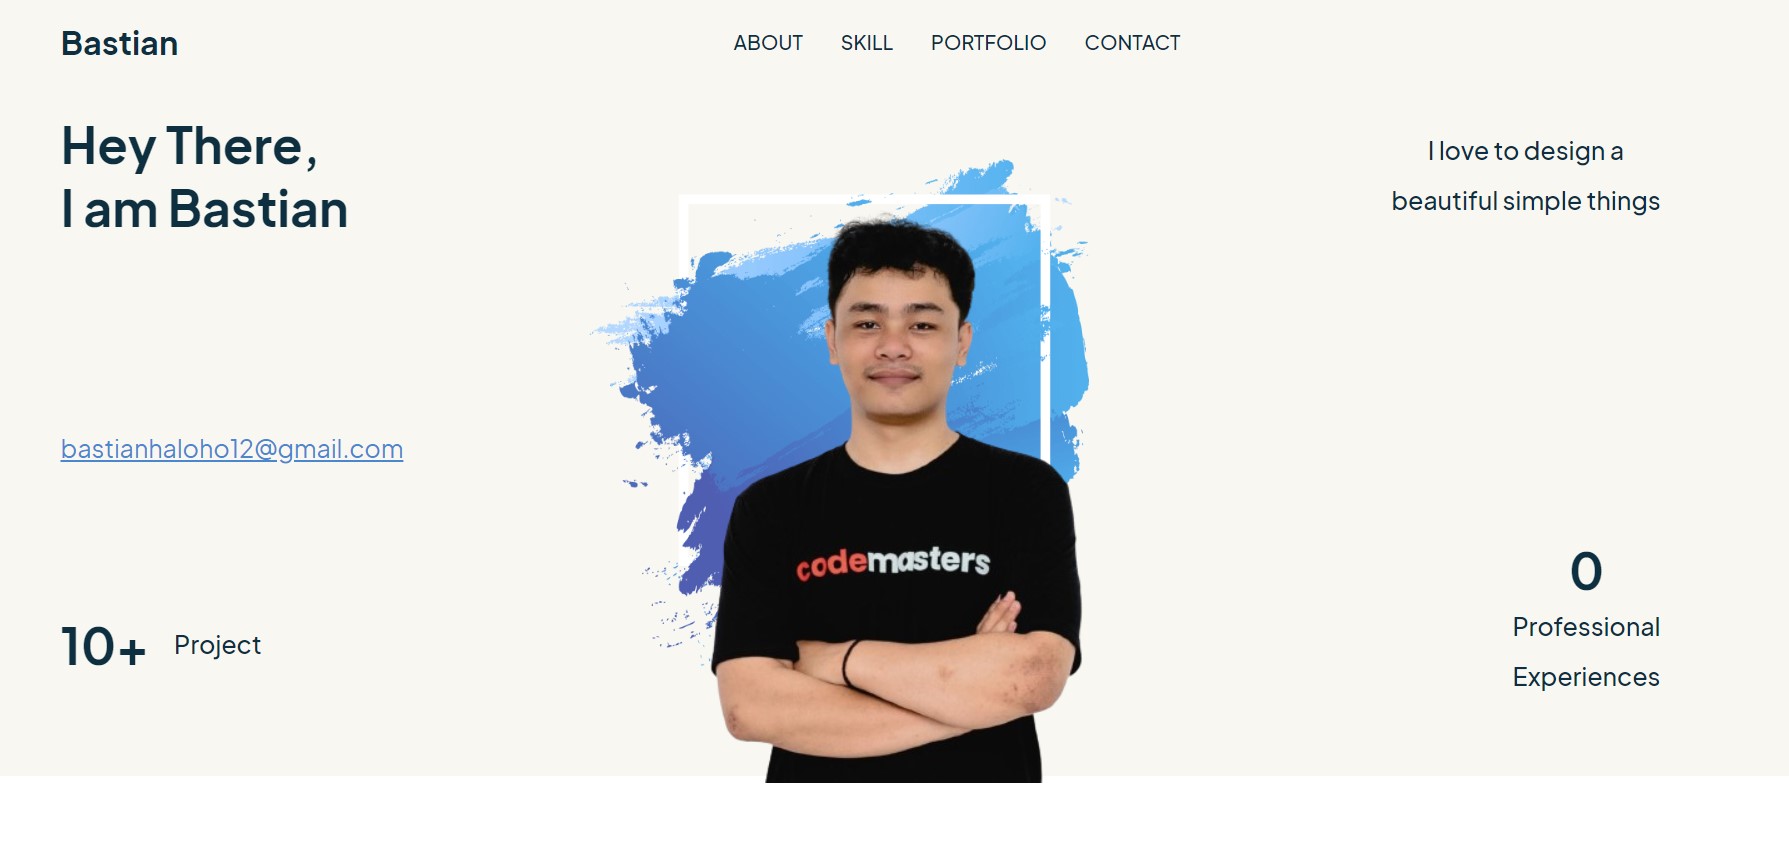 Bastian
ABOUT SKILL PORTFOLIO CONTACT
Hey There,
I am Bastian
I love to design a
beautiful simple things
bastianhaloho12@gmail.com
codemasters
10+ Project
0
Professional
Experiences